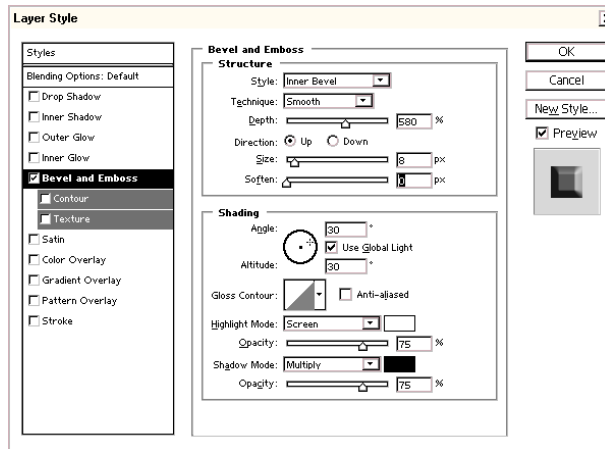 Layer Style
Styles
Blending Options: Default
Drop Shadow
Inner Shadow
Outer Glow
Inner Glow
Bevel and Emboss
Contour
Texture
Satin
Color Overlay
Gradient Overlay
Pattern Overlay
Stroke
Bevel and Emboss
Structure
Style: Inner Bevel
Technique: Smooth
Depth: 580 %
Direction: Up Down
Size: 8 px
Soften: 0 px
Shading
Angle: 30 °
Use Global Light
Altitude: 30 °
Gloss Contour: Anti-aliased
Highlight Mode: Screen
Opacity: 75 %
Shadow Mode: Multiply
Opacity: 75 %
OK
Cancel
New Style...
Preview